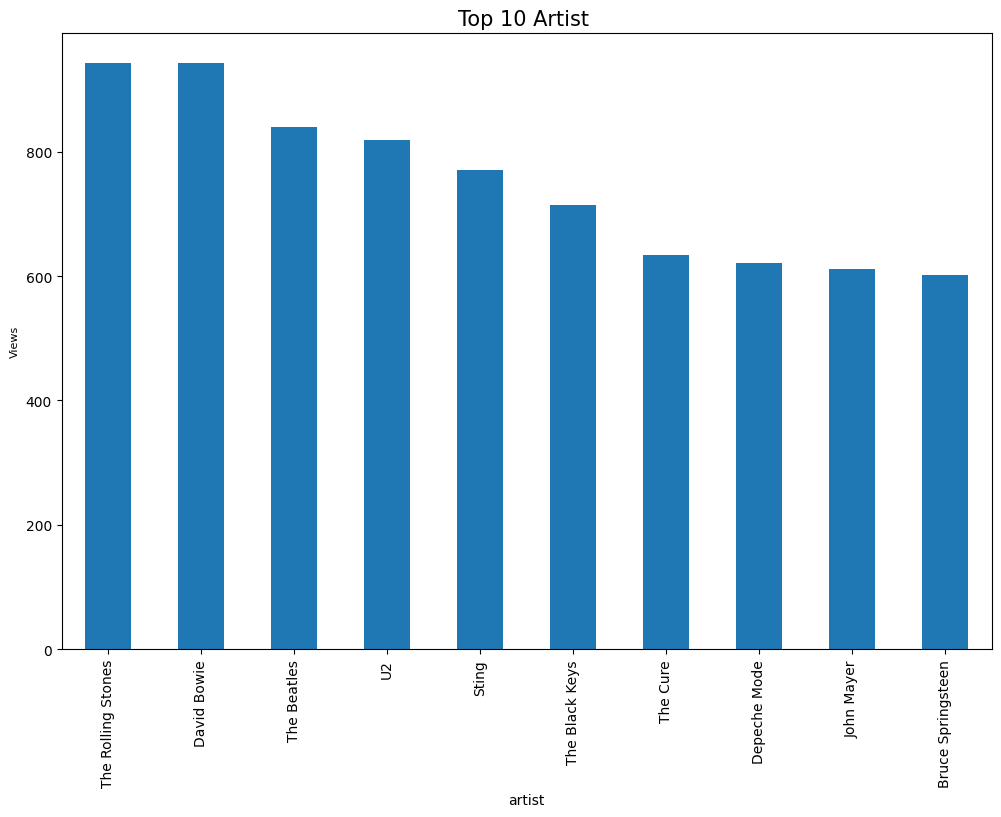 Top 10 Artist
Views
800
600
400
200
0
The Rolling Stones
David Bowie
The Beatles
U2
Sting
The Black Keys
The Cure
Depeche Mode
John Mayer
Bruce Springsteen
artist